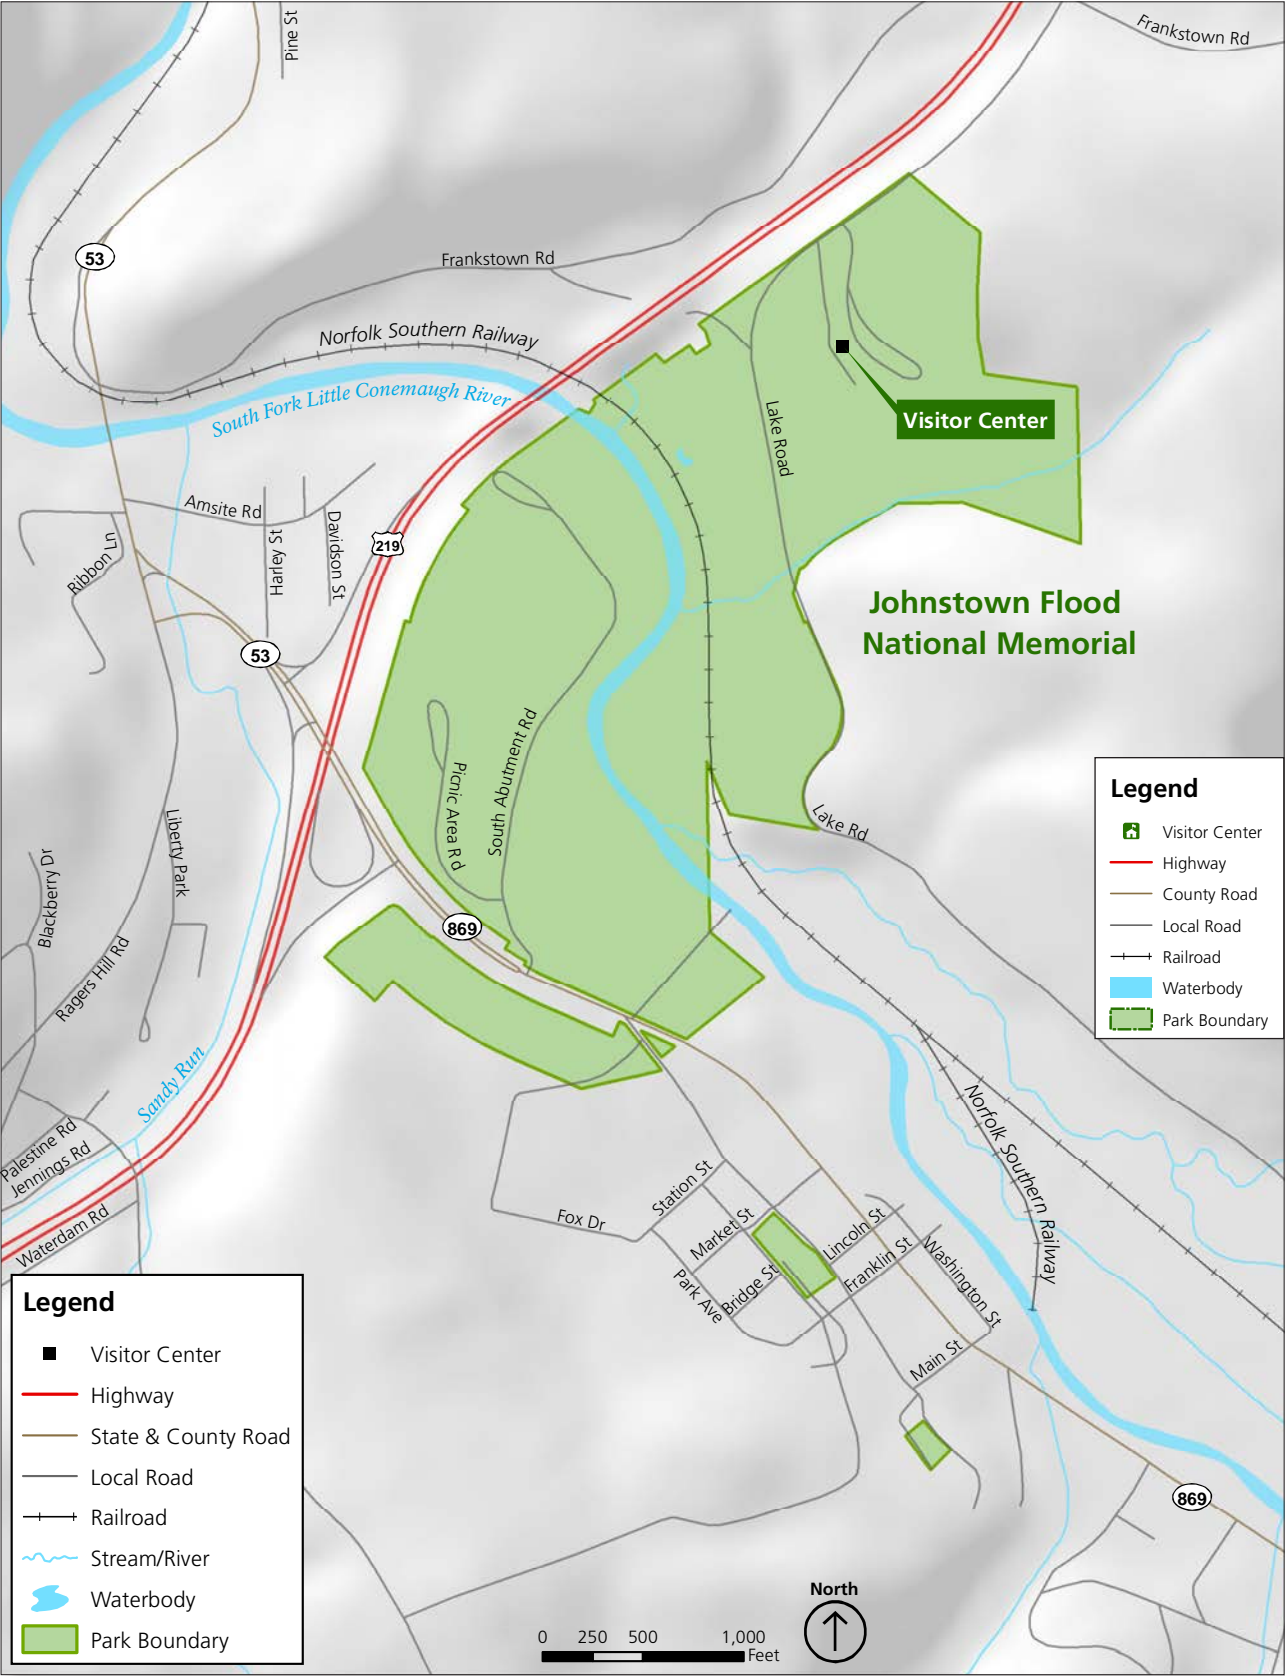 Pine St
Frankstown Rd
53
Frankstown Rd
Norfolk Southern Railway
South Fork Little Conemaugh River
Lake Road
Visitor Center
Amsite Rd
Ribbon Ln
Harley St
Davidson St
219
Johnstown Flood
National Memorial
53
Picnic Area Rd
South Abutment Rd
Lake Rd
Legend
Visitor Center
Highway
County Road
Local Road
Railroad
Waterbody
Park Boundary
Liberty Park
Blackberry Dr
Ragers Hill Rd
869
Sandy Run
Palestine Rd
Jennings Rd
Waterdam Rd
Norfolk Southern Railway
Station St
Fox Dr
Market St
Park Ave
Bridge St
Lincoln St
Franklin St
Washington St
Main St
869
Legend
Visitor Center
Highway
State & County Road
Local Road
Railroad
Stream/River
Waterbody
Park Boundary
North
0 250 500 1,000
Feet